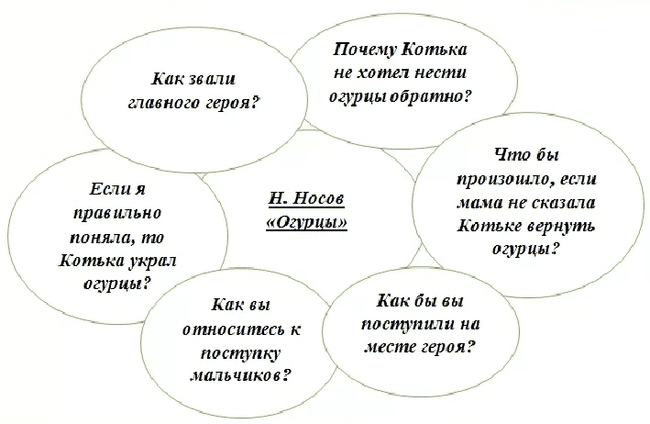 Как звали
главного героя?
Почему Котька
не хотел нести
огурцы обратно?
Что бы
произошло, если
мама не сказала
Котьке вернуть
огурцы?
Как бы вы
поступили на
месте героя?
Как вы
относитесь к
поступку
мальчиков?
Если я
правильно
поняла, то
Котька украл
огурцы?
Н. Носов
«Огурцы»